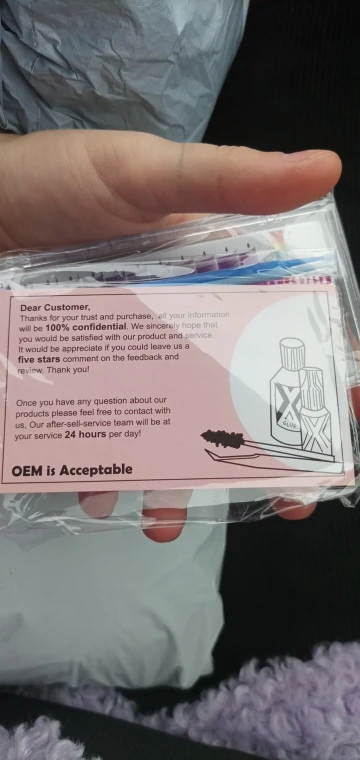 Dear Customer,
Thanks for your trust and purchase, all your information
will be 100% confidential. We sincerely hope that
you would be satisfied with our product and service.
It would be appreciate if you could leave us a
five stars comment on the feedback and
review, Thank you!
Once you have any question about our
products please feel free to contact with
us, Our after-sell-service team will be at
your service 24 hours per day!
OEM is Acceptable
X
GLUE
X